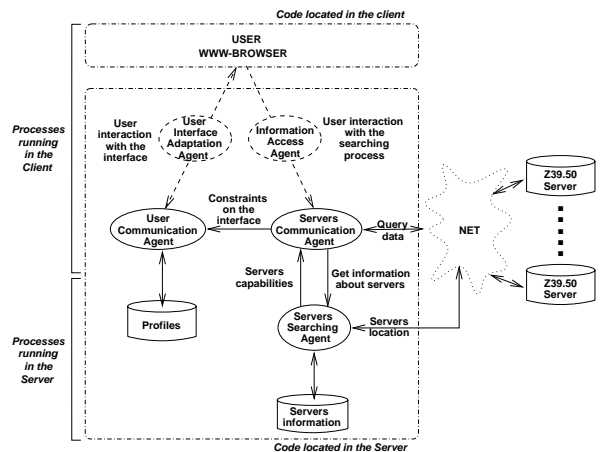 Code located in the client
USER
WWW-BROWSER
Processes
running
in the
Client
User
interaction
with the
interface
User
Interface
Adaptation
Agent
Information
Access
Agent
User interaction
with the
searching
process
Z39.50
Server
User
Communication
Agent
Constraints
on the
interface
Servers
Communication
Agent
Query
data
NET
Servers
capabilities
Get information
about servers
Z39.50
Server
Profiles
Processes
running
in the
Server
Servers
Searching
Agent
Servers
location
Servers
information
Code located in the Server